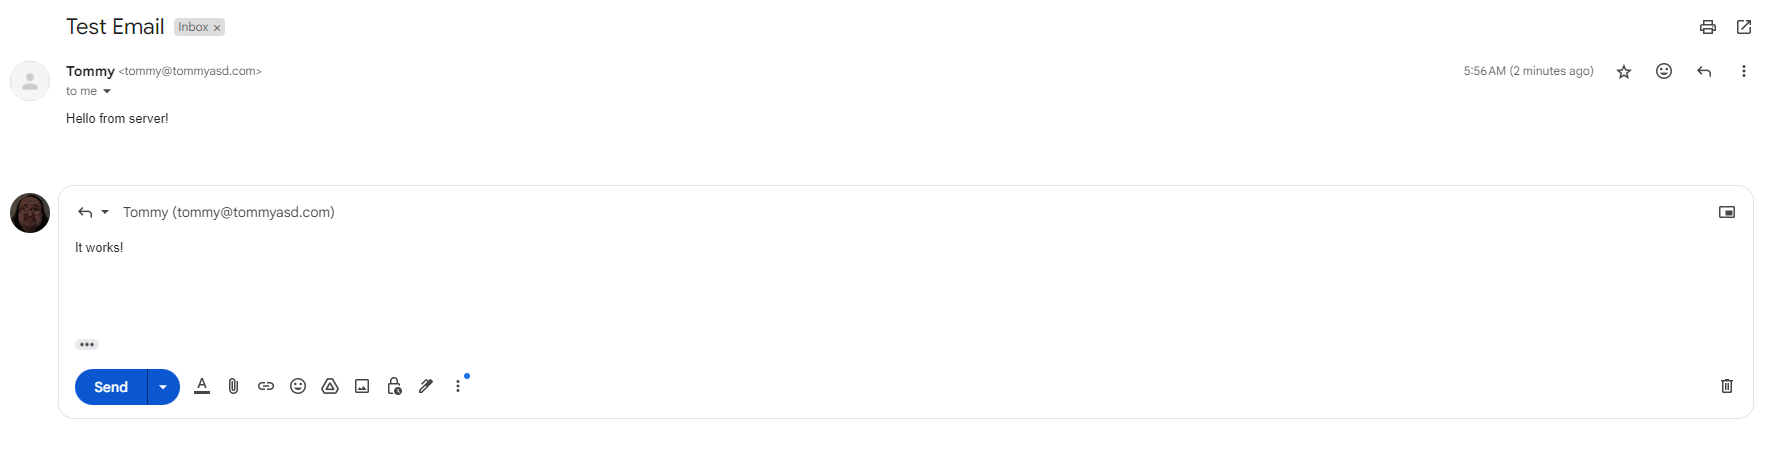 Test Email Inbox ×
Tommy <tommy@tommyasd.com> 5:56 AM (2 minutes ago)
to me
Hello from server!
Tommy (tommy@tommyasd.com)
It works!
Send